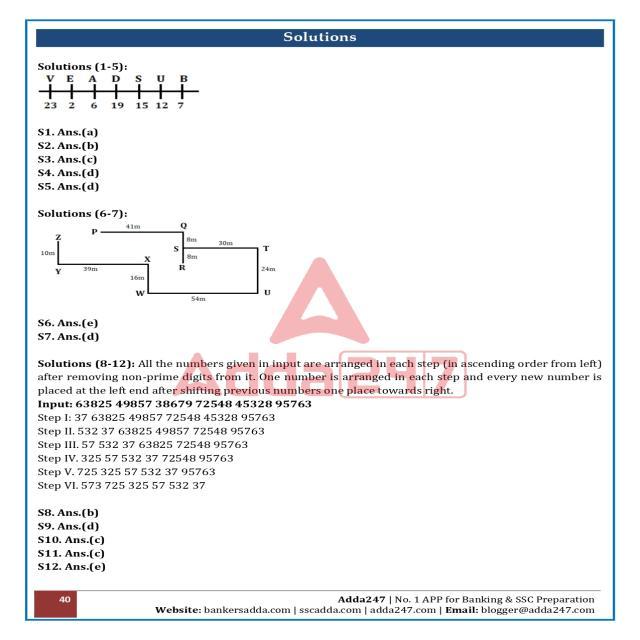 Solutions
Solutions (1-5):
V E A D S U B
23 2 6 19 15 12 7
S1. Ans.(a)
S2. Ans.(b)
S3. Ans.(c)
S4. Ans.(d)
S5. Ans.(d)
Solutions (6-7):
P 41m Q
Z
8m
S 30m T
10m
8m
X
R
Y 39m
16m
24m
W 54m U
S6. Ans.(e)
S7. Ans.(d)
Adda247
Solutions (8-12): All the numbers given in input are arranged in each step (in ascending order from left)
after removing non-prime digits from it. One number is arranged in each step and every new number is
placed at the left end after shifting previous numbers one place towards right.
Input: 63825 49857 38679 72548 45328 95763
Step I: 37 63825 49857 72548 45328 95763
Step II. 532 37 63825 49857 72548 95763
Step III. 57 532 37 63825 72548 95763
Step IV. 325 57 532 37 72548 95763
Step V. 725 325 57 532 37 95763
Step VI. 573 725 325 57 532 37
S8. Ans.(b)
S9. Ans.(d)
S10. Ans.(c)
S11. Ans.(c)
S12. Ans.(e)
40
Adda247 | No. 1 APP for Banking & SSC Preparation
Website: bankersadda.com | sscadda.com | adda247.com | Email: blogger@adda247.com